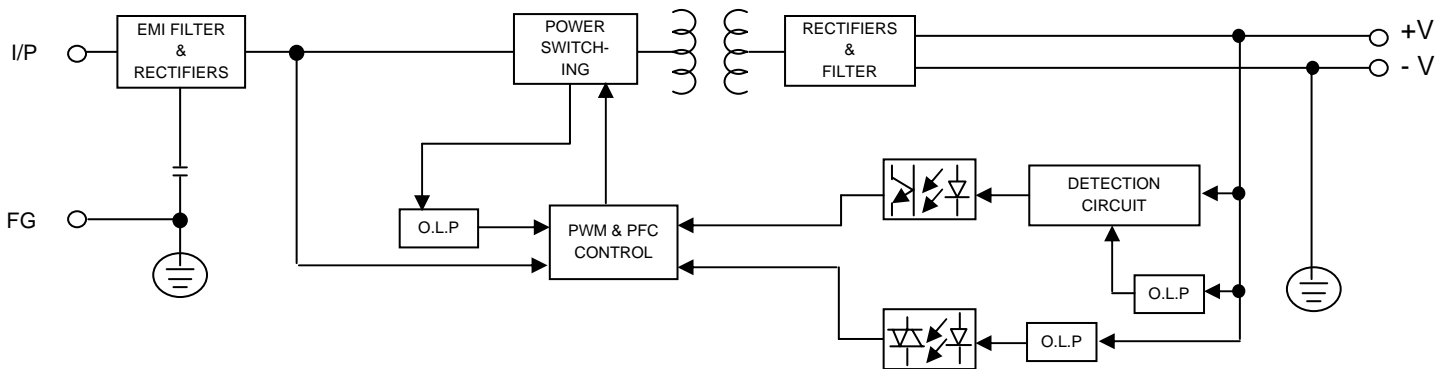 I/P
EMI FILTER
&
RECTIFIERS
POWER
SWITCH-
ING
RECTIFIERS
&
FILTER
+V
- V
FG
O.L.P
PWM & PFC
CONTROL
DETECTION
CIRCUIT
O.L.P
O.L.P